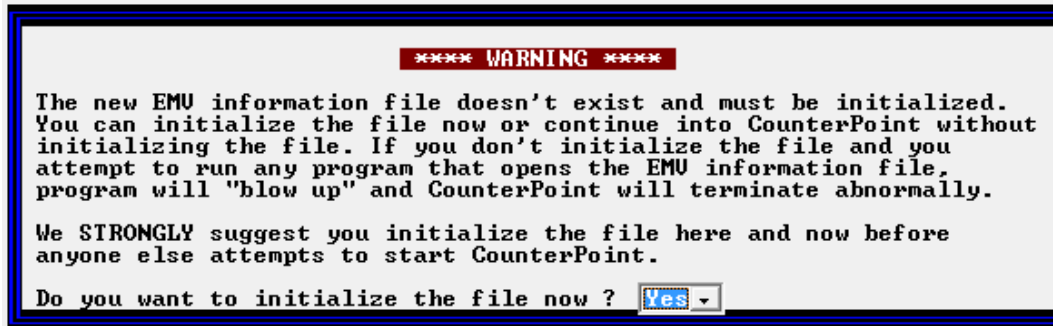 **** WARNING ****
The new EMV information file doesn't exist and must be initialized.
You can initialize the file now or continue into CounterPoint without
initializing the file. If you don't initialize the file and you
attempt to run any program that opens the EMV information file,
program will "blow up" and CounterPoint will terminate abnormally.
We STRONGLY suggest you initialize the file here and now before
anyone else attempts to start CounterPoint.
Do you want to initialize the file now ? Yes